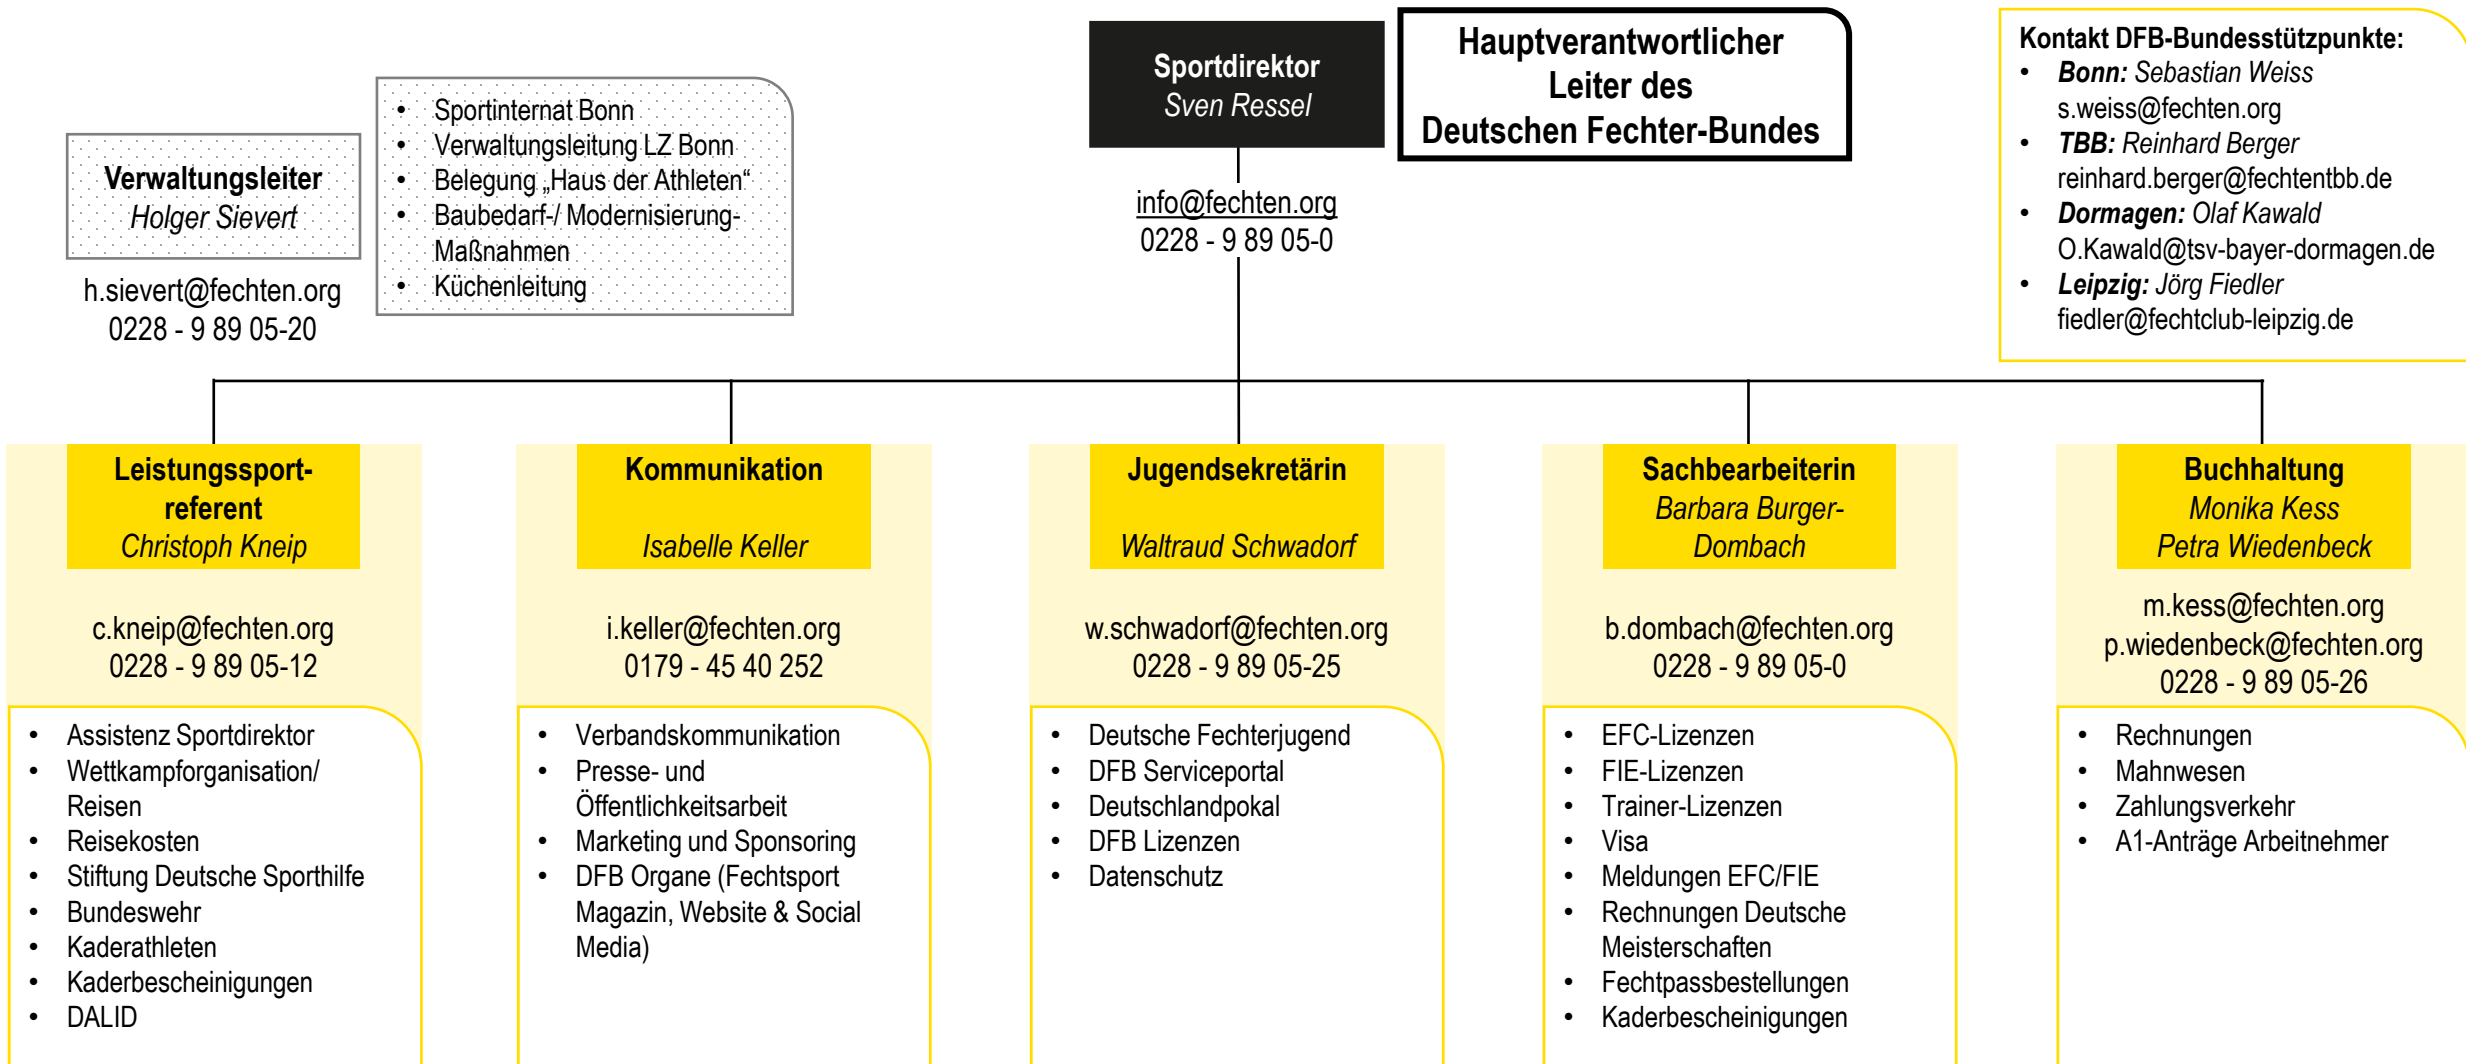 Sportdirektor
Sven Ressel
info@fechten.org
0228 - 9 89 05-0
Hauptverantwortlicher
Leiter des
Deutschen Fechter-Bundes
Kontakt DFB-Bundesstützpunkte:
• Bonn: Sebastian Weiss
s.weiss@fechten.org
• TBB: Reinhard Berger
reinhard.berger@fechtentbb.de
• Dormagen: Olaf Kawald
O.Kawald@tsv-bayer-dormagen.de
• Leipzig: Jörg Fiedler
fiedler@fechtclub-leipzig.de
Verwaltungsleiter
Holger Sievert
h.sievert@fechten.org
0228 - 9 89 05-20
• Sportinternat Bonn
• Verwaltungsleitung LZ Bonn
• Belegung „Haus der Athleten“
• Baubedarf-/ Modernisierung-
Maßnahmen
• Küchenleitung
Leistungssport-
referent
Christoph Kneip
c.kneip@fechten.org
0228 - 9 89 05-12
• Assistenz Sportdirektor
• Wettkampforganisation/
Reisen
• Reisekosten
• Stiftung Deutsche Sporthilfe
• Bundeswehr
• Kaderathleten
• Kaderbescheinigungen
• DALID
Kommunikation
Isabelle Keller
i.keller@fechten.org
0179 - 45 40 252
• Verbandskommunikation
• Presse- und
Öffentlichkeitsarbeit
• Marketing und Sponsoring
• DFB Organe (Fechtsport
Magazin, Website & Social
Media)
Jugendsekretärin
Waltraud Schwadorf
w.schwadorf@fechten.org
0228 - 9 89 05-25
• Deutsche Fechterjugend
• DFB Serviceportal
• Deutschlandpokal
• DFB Lizenzen
• Datenschutz
Sachbearbeiterin
Barbara Burger-
Dombach
b.dombach@fechten.org
0228 - 9 89 05-0
• EFC-Lizenzen
• FIE-Lizenzen
• Trainer-Lizenzen
• Visa
• Meldungen EFC/FIE
• Rechnungen Deutsche
Meisterschaften
• Fechtpassbestellungen
• Kaderbescheinigungen
Buchhaltung
Monika Kess
Petra Wiedenbeck
m.kess@fechten.org
p.wiedenbeck@fechten.org
0228 - 9 89 05-26
• Rechnungen
• Mahnwesen
• Zahlungsverkehr
• A1-Anträge Arbeitnehmer